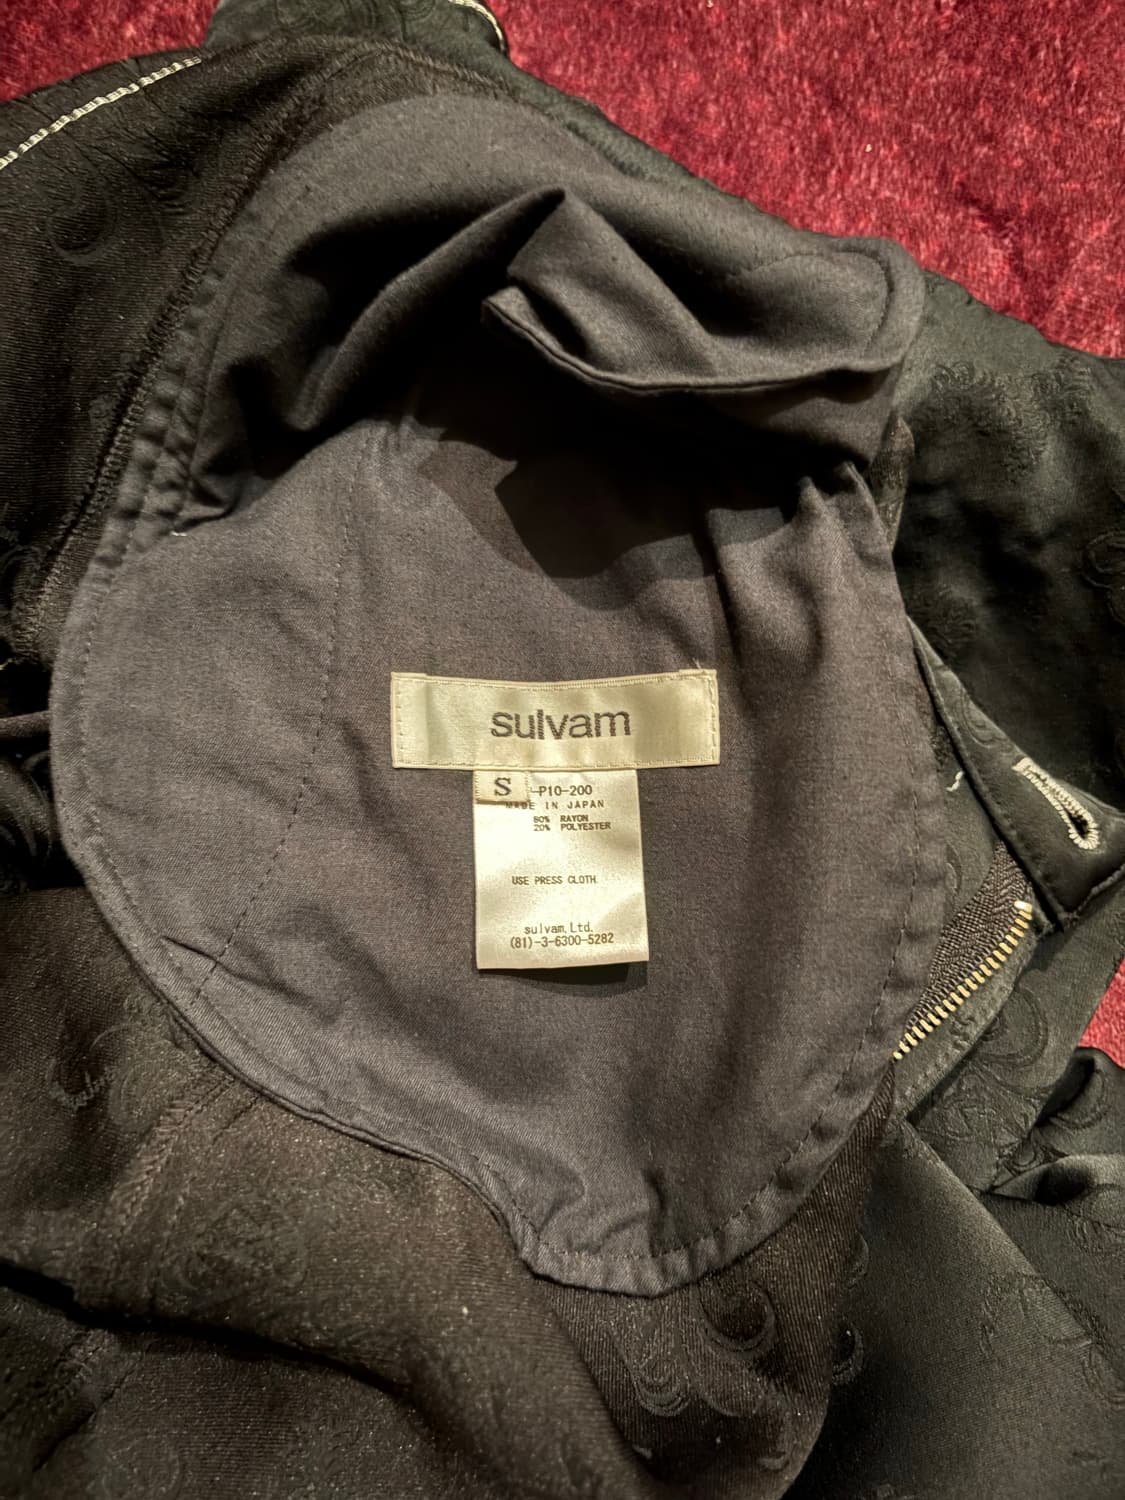 sulvam
S
-P10-200
MADE IN JAPAN
80% RAYON
20% POLYESTER
USE PRESS CLOTH
sulvam.Ltd.
(81)-3-6300-5282